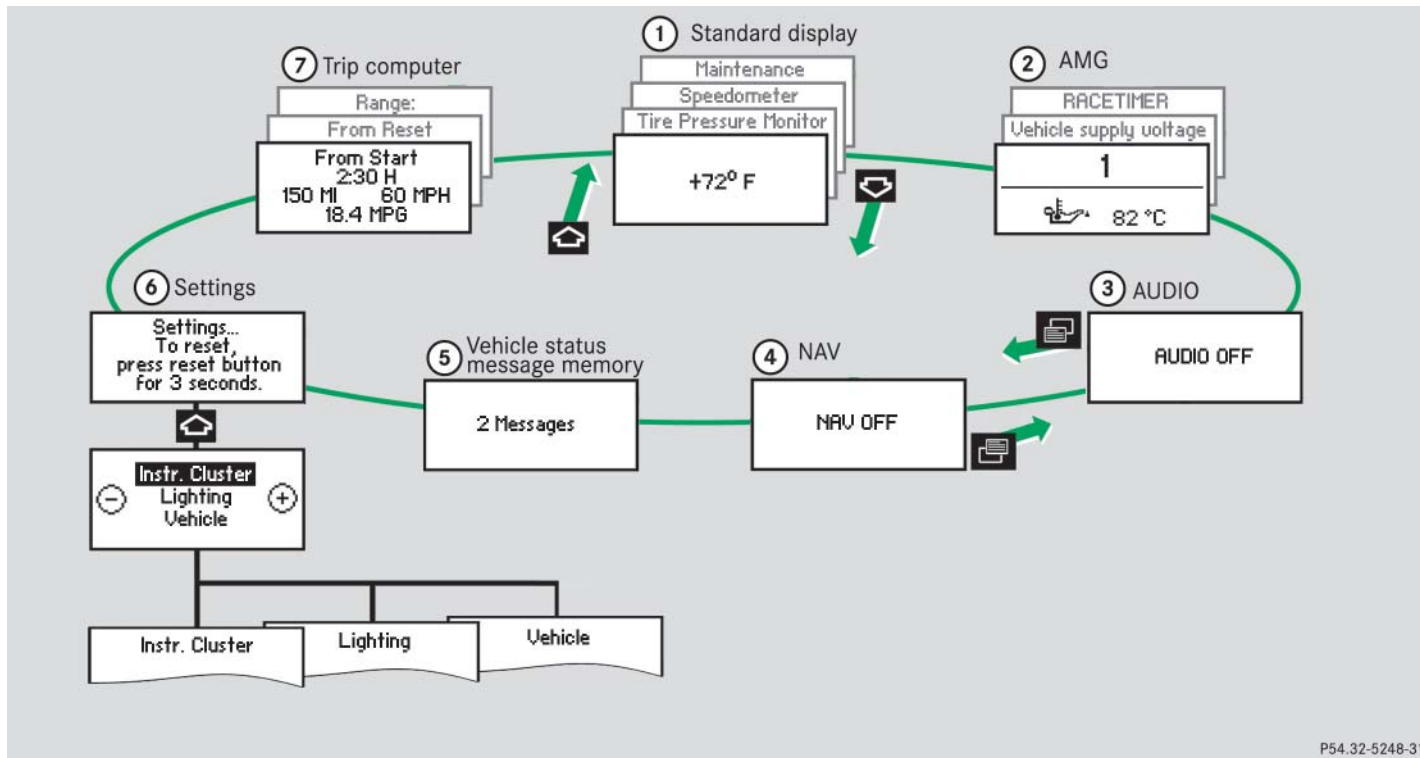 1 Standard display
Maintenance
Speedometer
Tire Pressure Monitor
+72° F
2 AMG
RACETIMER
Vehicle supply voltage
1
82 °C
3 AUDIO
AUDIO OFF
4 NAV
NAV OFF
5 Vehicle status
message memory
2 Messages
6 Settings
Settings...
To reset,
press reset button
for 3 seconds.
Instr. Cluster
Lighting
Vehicle
Instr. Cluster
Lighting
Vehicle
7 Trip computer
Range:
From Reset
From Start
2:30 H
150 MI 60 MPH
18.4 MPG
P54.32-5248-31